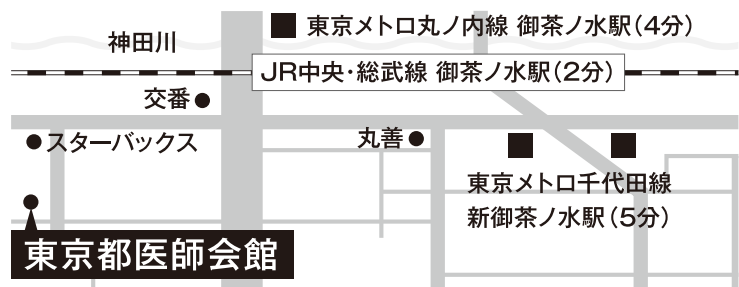 東京メトロ丸ノ内線 御茶ノ水駅（4分）
神田川
JR中央・総武線 御茶ノ水駅（2分）
交番
スターバックス
丸善
東京メトロ千代田線
新御茶ノ水駅（5分）
東京都医師会館